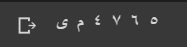 ٥ ٦ ٧ ٤ م ى